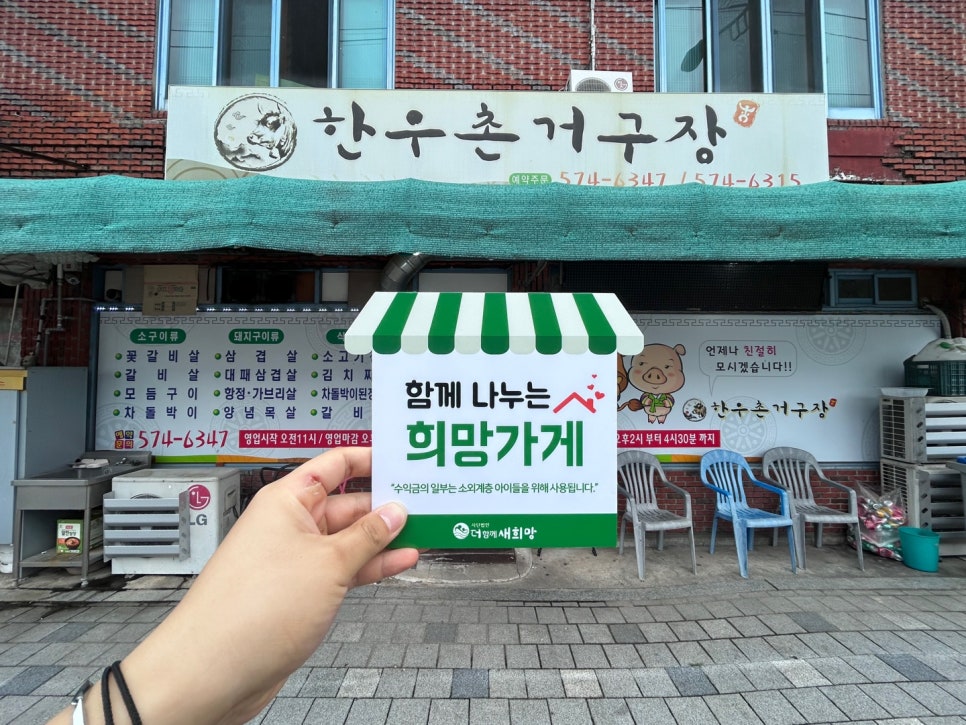 한우촌거구장
예약주문 574-6347 / 574-6315
소구이류
꽃갈비살
갈비살
모듬구이
차돌박이
돼지구이류
삼겹살
대패삼겹살
항정·가브리살
양념목살
김치찌
차돌박이된장
갈비
예약문의 574-6347
영업시작 오전11시 / 영업마감 오후
오후2시 부터 4시30분 까지
언제나 친절히
모시겠습니다!!
한우촌거구장
함께 나누는
희망가게
"수익금의 일부는 소외계층 아이들을 위해 사용됩니다."
사단법인
더함께 새희망
LG